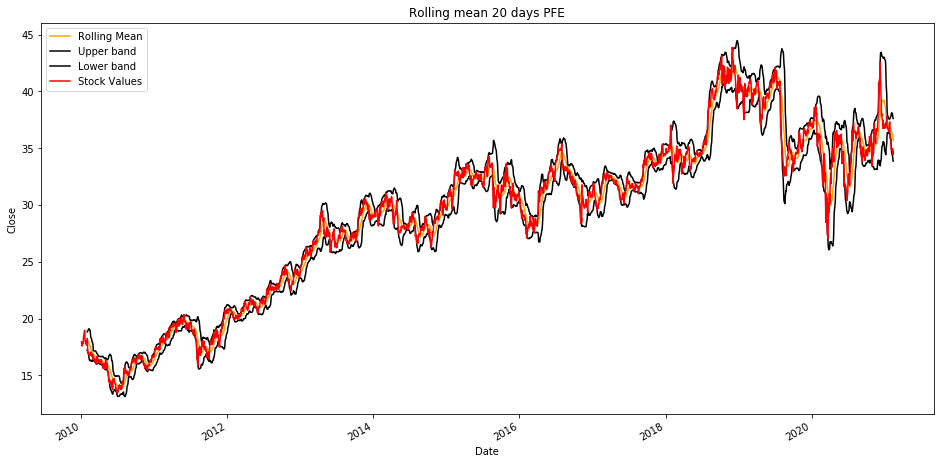 Rolling mean 20 days PFE
Rolling Mean
Upper band
Lower band
Stock Values
45
40
35
30
25
20
15
Close
2010
2012
2014
2016
2018
2020
Date